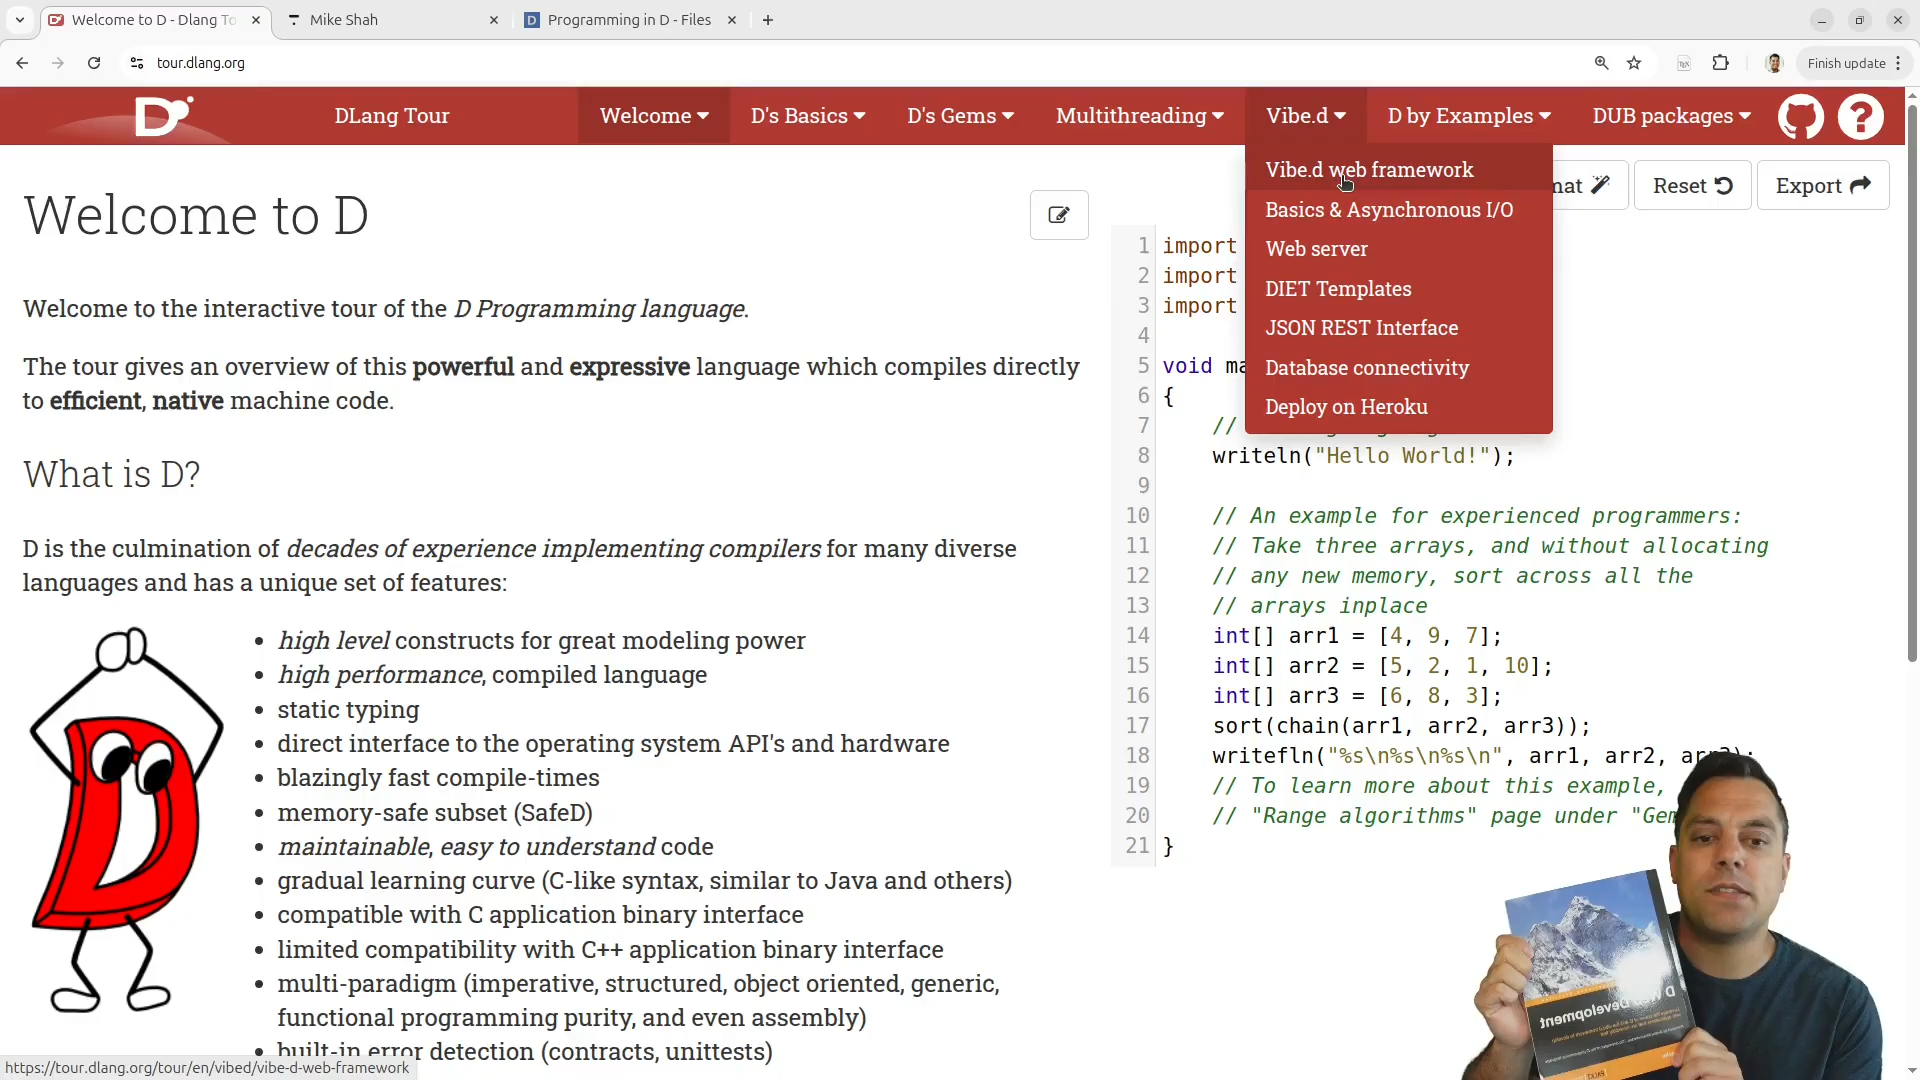 Welcome to D - Dlang To
Mike Shah
Programming in D - Files
tour.dlang.org
Finish update
DLang Tour
Welcome
D's Basics
D's Gems
Multithreading
Vibe.d
D by Examples
DUB packages
Vibe.d web framework
Basics & Asynchronous I/O
Web server
DIET Templates
JSON REST Interface
Database connectivity
Deploy on Heroku
mat
Reset
Export
Welcome to D
Welcome to the interactive tour of the D Programming language.
The tour gives an overview of this powerful and expressive language which compiles directly
to efficient, native machine code.
What is D?
D is the culmination of decades of experience implementing compilers for many diverse
languages and has a unique set of features:
high level constructs for great modeling power
high performance, compiled language
static typing
direct interface to the operating system API's and hardware
blazingly fast compile-times
memory-safe subset (SafeD)
maintainable, easy to understand code
gradual learning curve (C-like syntax, similar to Java and others)
compatible with C application binary interface
limited compatibility with C++ application binary interface
multi-paradigm (imperative, structured, object oriented, generic,
functional programming purity, and even assembly)
built-in error detection (contracts, unittests)
https://tour.dlang.org/tour/en/vibed/vibe-d-web-framework
1 import
2 import
3 import
4
5 void ma
6 {
7 //
8 writeln("Hello World!");
9
10 // An example for experienced programmers:
11 // Take three arrays, and without allocating
12 // any new memory, sort across all the
13 // arrays inplace
14 int[] arr1 = [4, 9, 7];
15 int[] arr2 = [5, 2, 1, 10];
16 int[] arr3 = [6, 8, 3];
17 sort(chain(arr1, arr2, arr3));
18 writefln("%s\n%s\n%s\n", arr1, arr2, arr3);
19 // To learn more about this example,
20 // "Range algorithms" page under "Gem
21 }
D Web Development